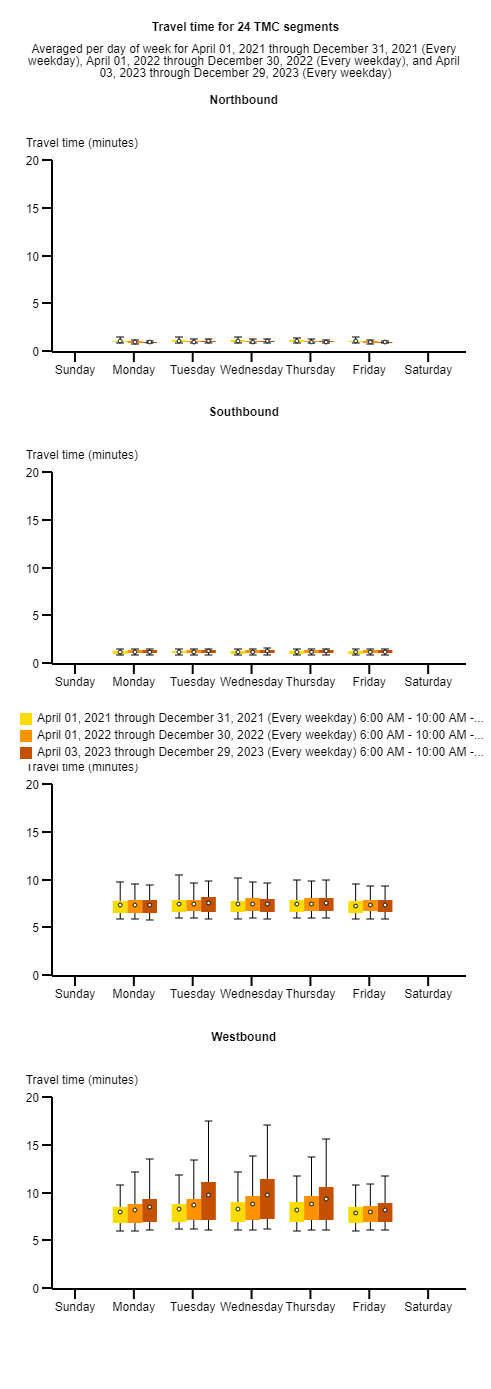 Travel time for 24 TMC segments
Averaged per day of week for April 01, 2021 through December 31, 2021 (Every
weekday), April 01, 2022 through December 30, 2022 (Every weekday), and April
03, 2023 through December 29, 2023 (Every weekday)
Northbound
Travel time (minutes)
20
15
10
5
0
Sunday Monday Tuesday Wednesday Thursday Friday Saturday
Southbound
Travel time (minutes)
20
15
10
5
0
Sunday Monday Tuesday Wednesday Thursday Friday Saturday
April 01, 2021 through December 31, 2021 (Every weekday) 6:00 AM - 10:00 AM -...
April 01, 2022 through December 30, 2022 (Every weekday) 6:00 AM - 10:00 AM -...
April 03, 2023 through December 29, 2023 (Every weekday) 6:00 AM - 10:00 AM -...
Travel time (minutes)
20
15
10
5
0
Sunday Monday Tuesday Wednesday Thursday Friday Saturday
Westbound
Travel time (minutes)
20
15
10
5
0
Sunday Monday Tuesday Wednesday Thursday Friday Saturday